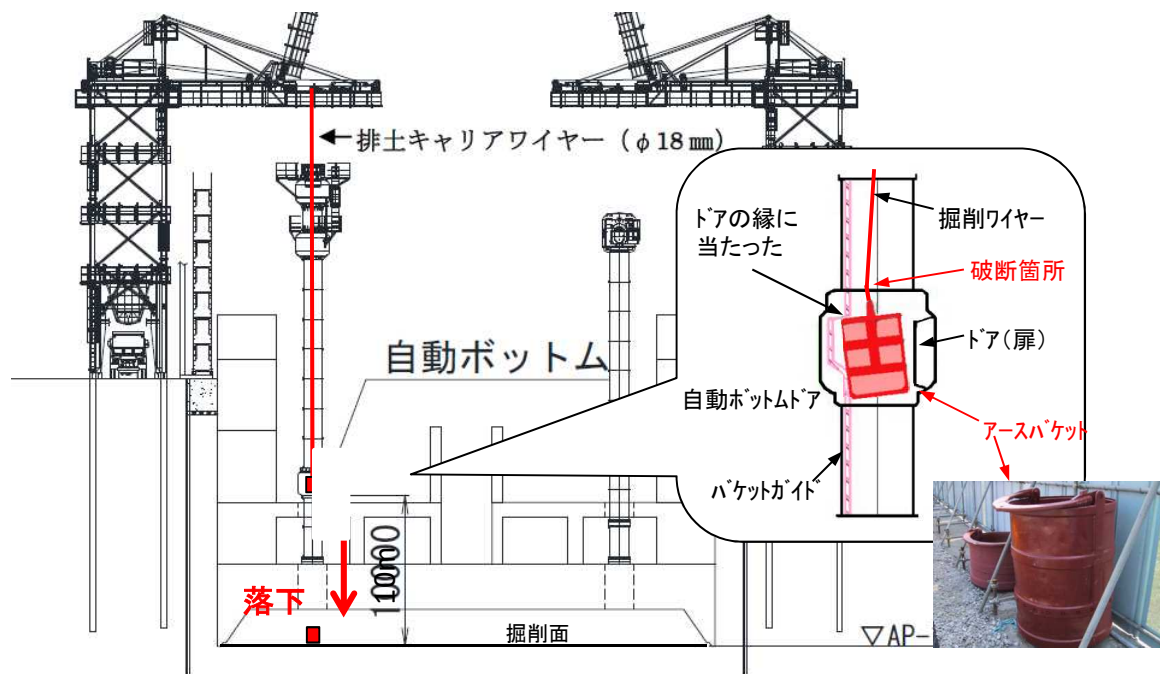 排土キャリアワイヤー（φ18㎜）
ﾄﾞｱの縁に
当たった
掘削ワイヤー
破断箇所
ﾄﾞｱ(扉)
自動ボットム
自動ﾎﾞｯﾄﾑﾄﾞｱ
アースﾊﾞｹｯﾄ
ﾊﾞｹｯﾄｶﾞｲﾄﾞ
10000
10m
落下
掘削面
▽AP-